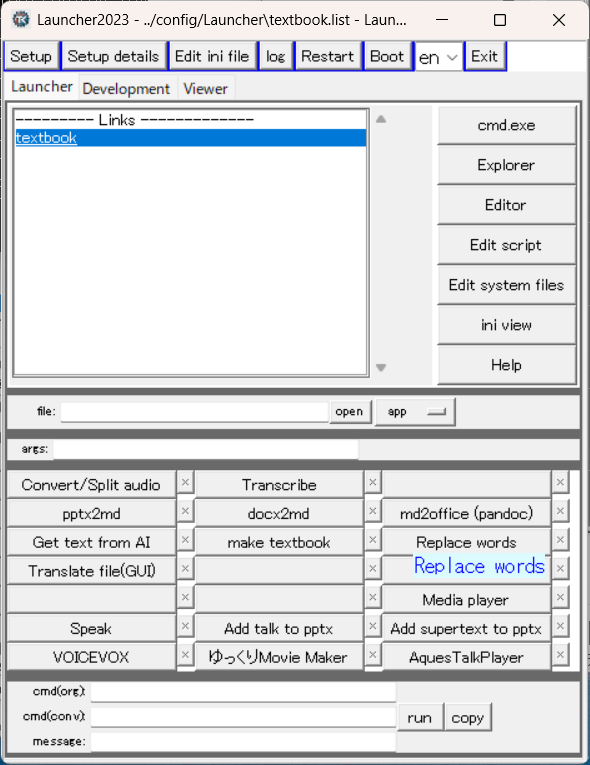 Launcher2023 - ../config/Launcher\textbook.list - Laun...
Setup Setup details Edit ini file log Restart Boot en Exit
Launcher Development Viewer
--------- Links -------------
textbook
cmd.exe
Explorer
Editor
Edit script
Edit system files
ini view
Help
file: open app
args:
Convert/Split audio × Transcribe × ×
pptx2md × docx2md × md2office (pandoc) ×
Get text from AI × make textbook × Replace words ×
Translate file(GUI) × × Replace words ×
× × Media player ×
Speak × Add talk to pptx × Add supertext to pptx ×
VOICEVOX × ゆっくりMovie Maker × AquesTalkPlayer ×
cmd(org):
cmd(conv): run copy
message: